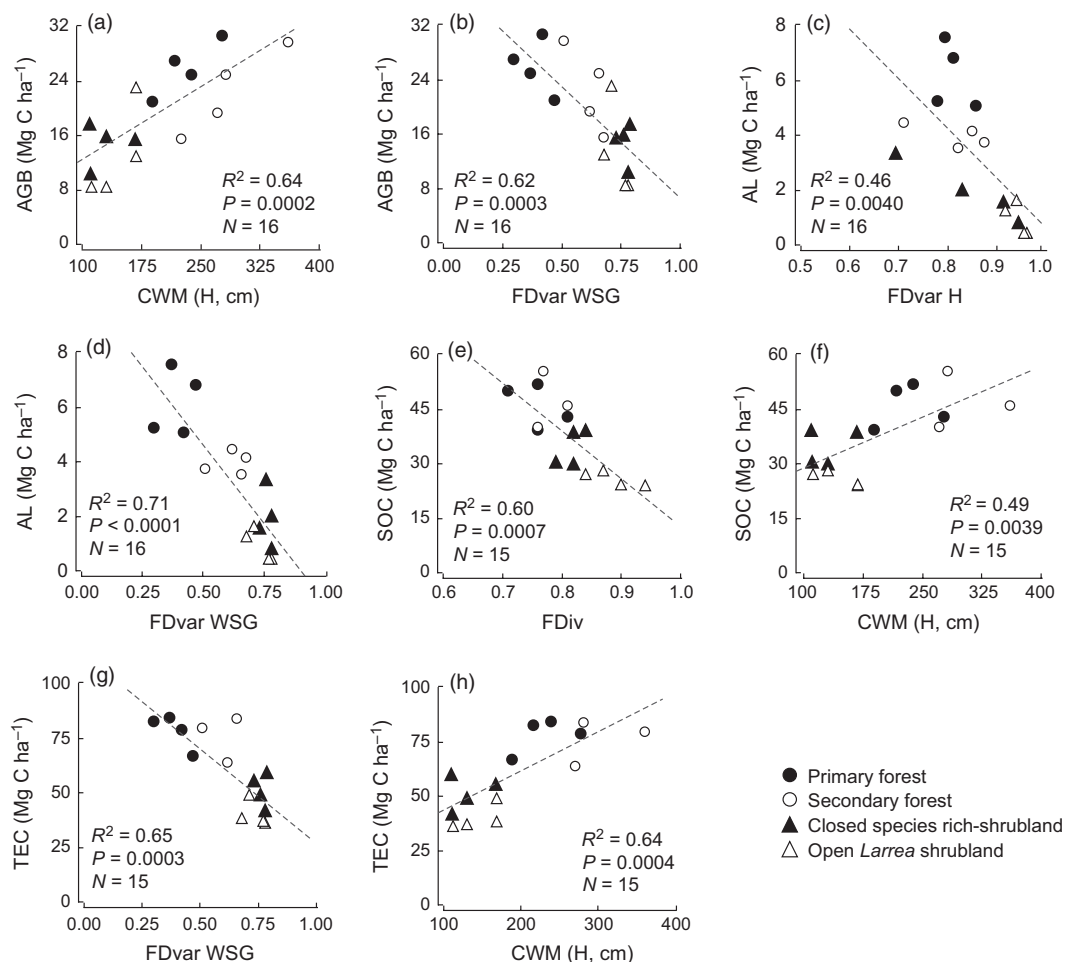 (a)
32
24
16
8
0
AGB (Mg C ha⁻¹)
R² = 0.64
P = 0.0002
N = 16
100 175 250 325 400
CWM (H, cm)
(b)
32
24
16
8
0
AGB (Mg C ha⁻¹)
R² = 0.62
P = 0.0003
N = 16
0.00 0.25 0.50 0.75 1.00
FDvar WSG
(c)
8
6
4
2
0
AL (Mg C ha⁻¹)
R² = 0.46
P = 0.0040
N = 16
0.5 0.6 0.7 0.8 0.9 1.0
FDvar H
(d)
8
6
4
2
0
AL (Mg C ha⁻¹)
R² = 0.71
P < 0.0001
N = 16
0.00 0.25 0.50 0.75 1.00
FDvar WSG
(e)
60
45
30
15
0
SOC (Mg C ha⁻¹)
R² = 0.60
P = 0.0007
N = 15
0.6 0.7 0.8 0.9 1.0
FDiv
(f)
60
45
30
15
0
SOC (Mg C ha⁻¹)
R² = 0.49
P = 0.0039
N = 15
100 175 250 325 400
CWM (H, cm)
(g)
100
75
50
25
0
TEC (Mg C ha⁻¹)
R² = 0.65
P = 0.0003
N = 15
0.00 0.25 0.50 0.75 1.00
FDvar WSG
(h)
100
75
50
25
0
TEC (Mg C ha⁻¹)
R² = 0.64
P = 0.0004
N = 15
100 200 300 400
CWM (H, cm)
Primary forest
Secondary forest
Closed species rich-shrubland
Open Larrea shrubland